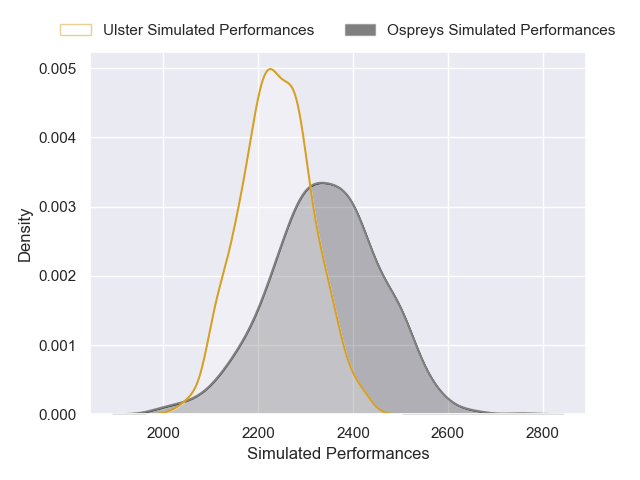 Ulster Simulated Performances Ospreys Simulated Performances
0.005
0.004
0.003
0.002
0.001
0.000
Density
2000 2200 2400 2600 2800
Simulated Performances